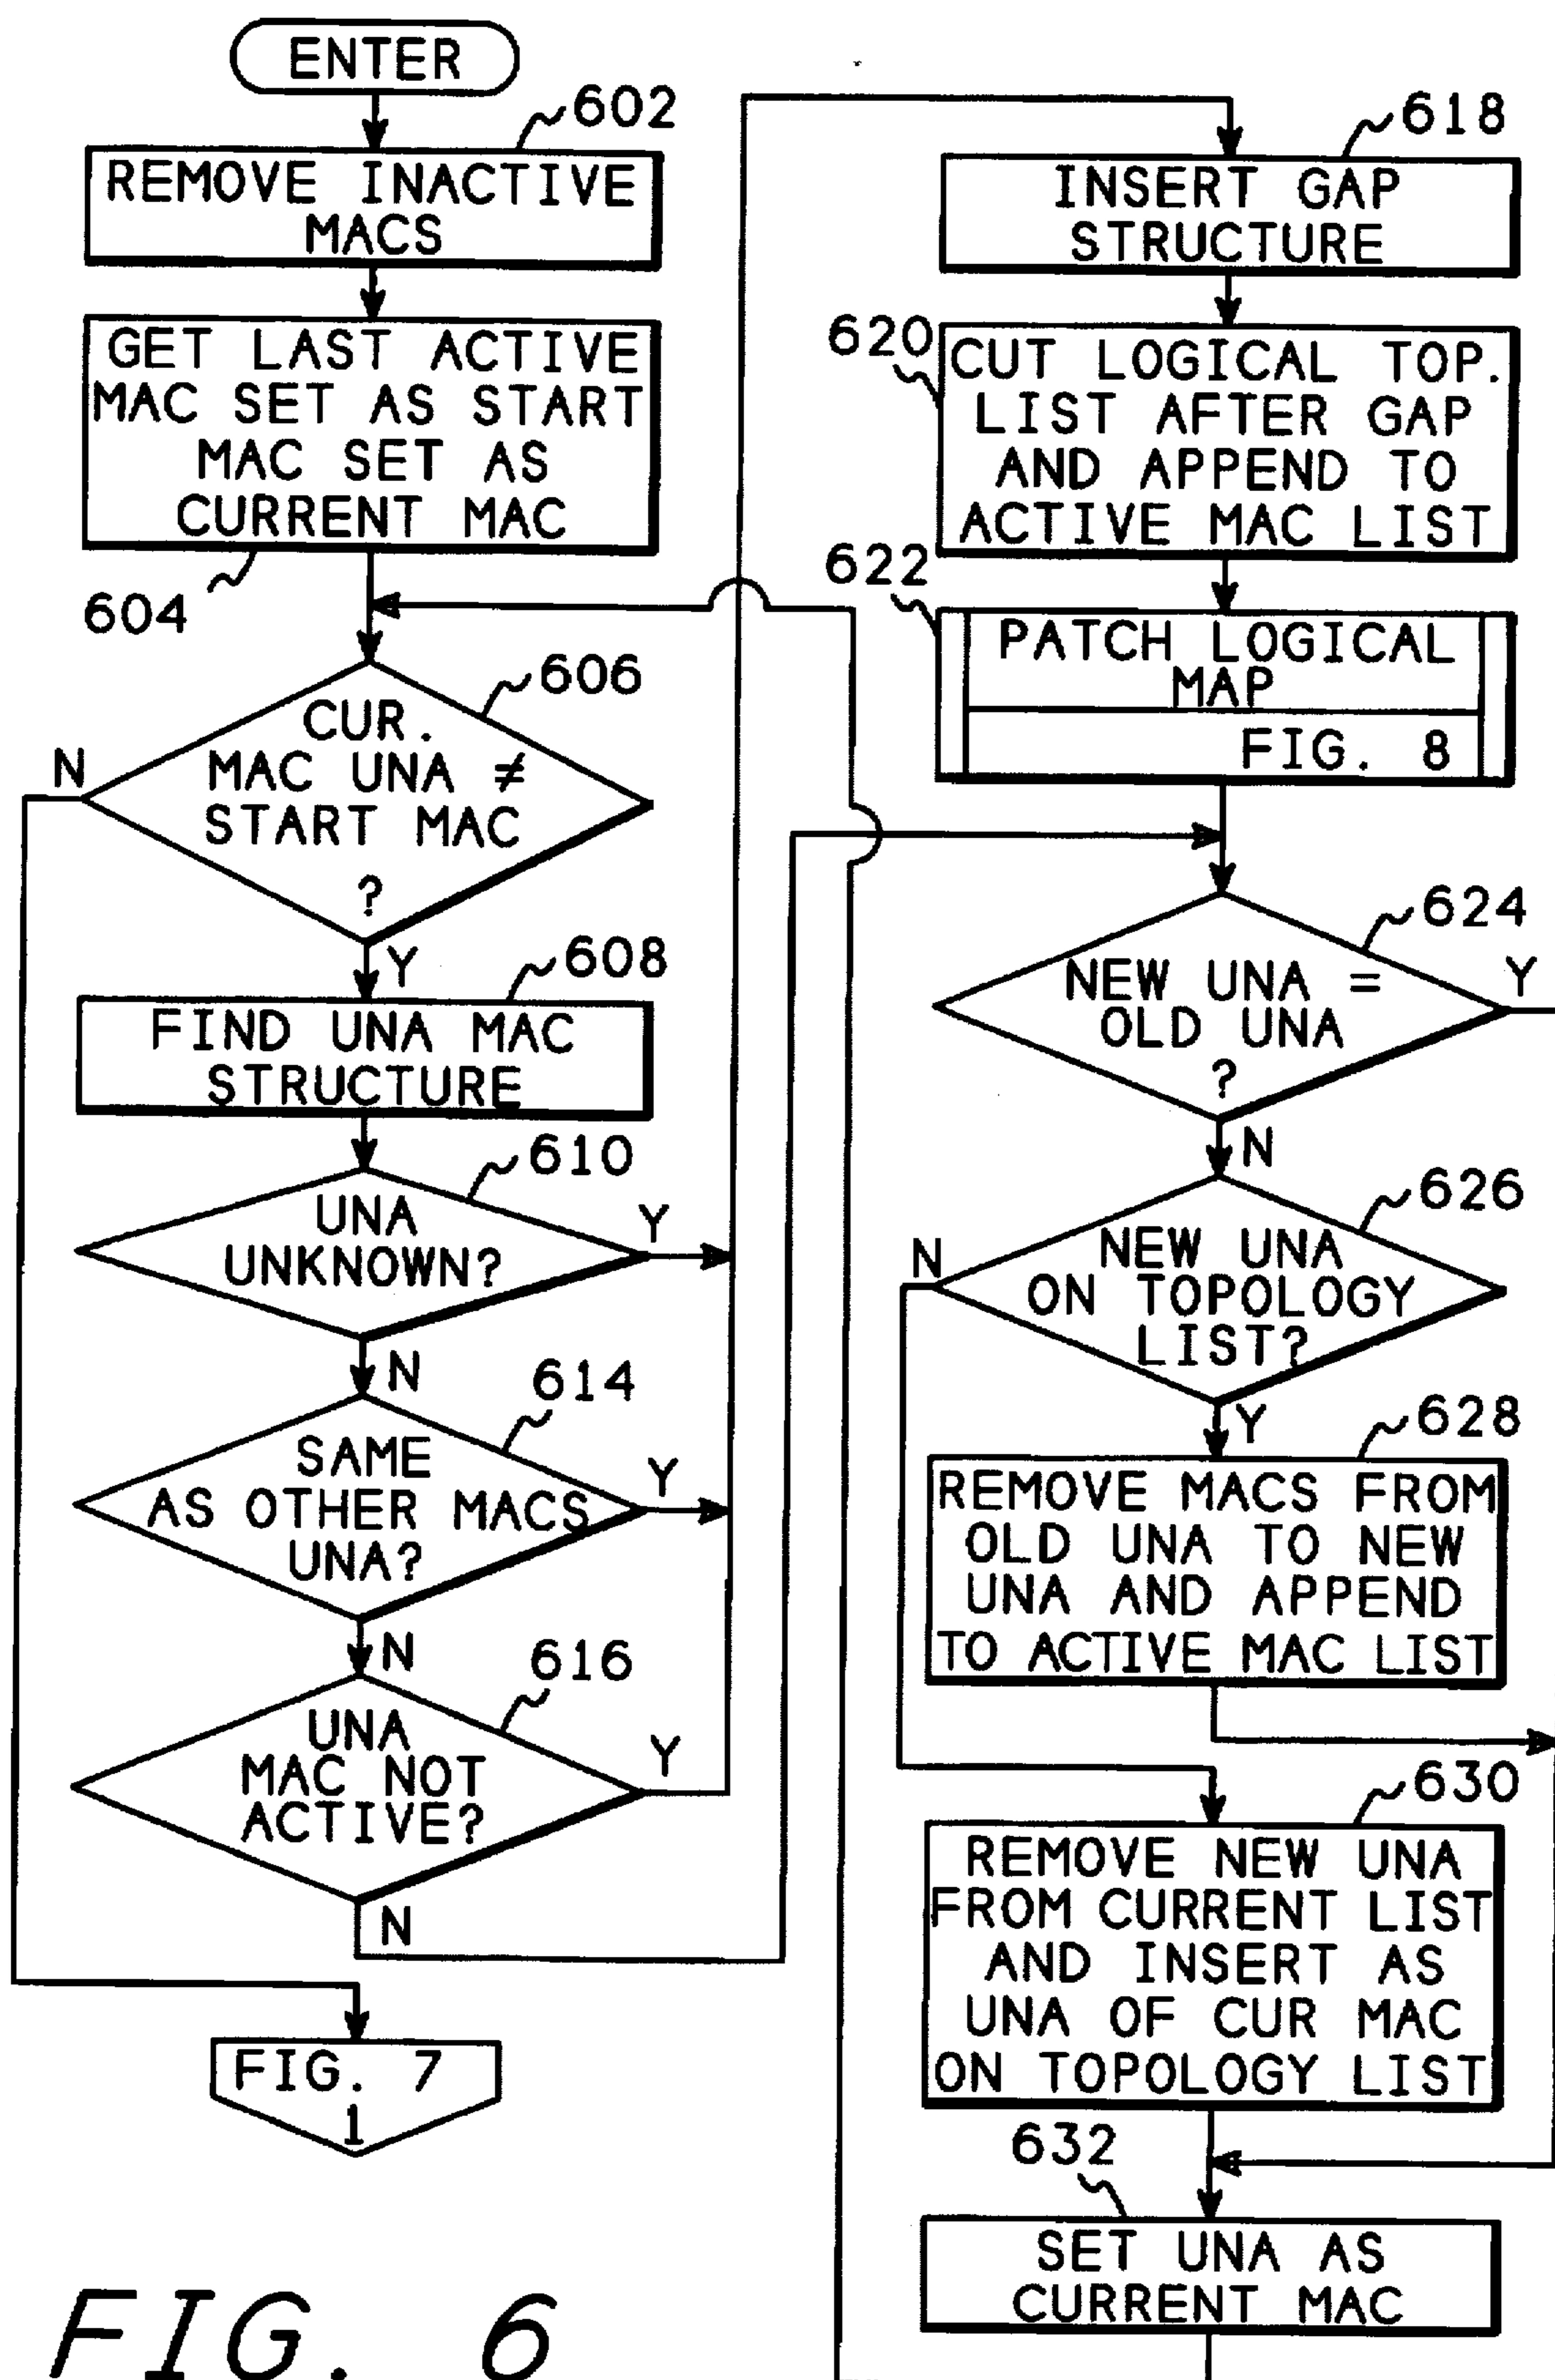 ENTER
602
REMOVE INACTIVE
MACS
GET LAST ACTIVE
MAC SET AS START
MAC SET AS
CURRENT MAC
604
606
CUR.
MAC UNA ≠
START MAC
?
N
Y
608
FIND UNA MAC
STRUCTURE
610
UNA
UNKNOWN?
Y
N
614
SAME
AS OTHER MACS
UNA?
Y
N
616
UNA
MAC NOT
ACTIVE?
Y
N
FIG. 7
1
618
INSERT GAP
STRUCTURE
620
CUT LOGICAL TOP.
LIST AFTER GAP
AND APPEND TO
ACTIVE MAC LIST
622
PATCH LOGICAL
MAP
FIG. 8
624
NEW UNA =
OLD UNA
?
Y
N
626
NEW UNA
ON TOPOLOGY
LIST?
N
Y
628
REMOVE MACS FROM
OLD UNA TO NEW
UNA AND APPEND
TO ACTIVE MAC LIST
630
REMOVE NEW UNA
FROM CURRENT LIST
AND INSERT AS
UNA OF CUR MAC
ON TOPOLOGY LIST
632
SET UNA AS
CURRENT MAC
FIG. 6